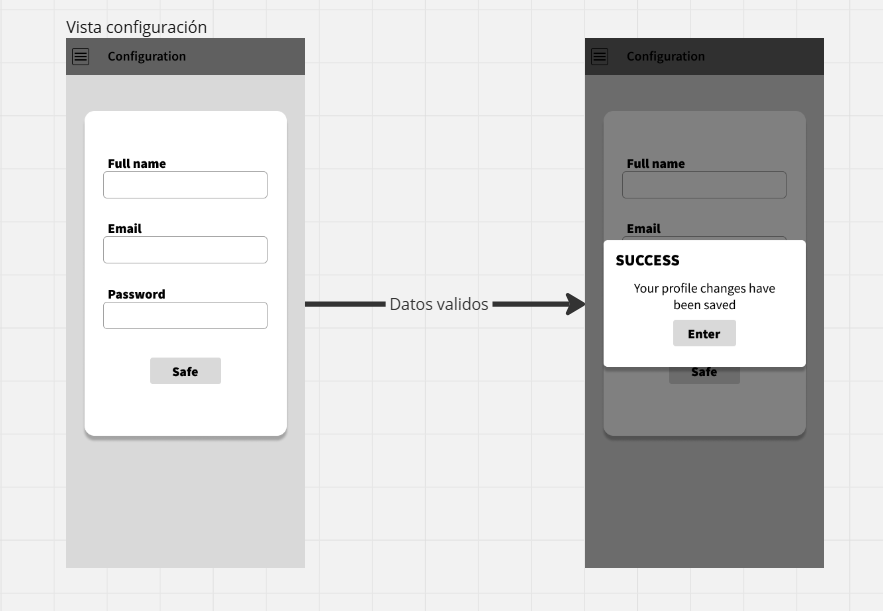 Vista configuración
Configuration
Full name
Email
Password
Safe
Datos validos
Configuration
Full name
Email
SUCCESS
Your profile changes have
been saved
Enter
Safe